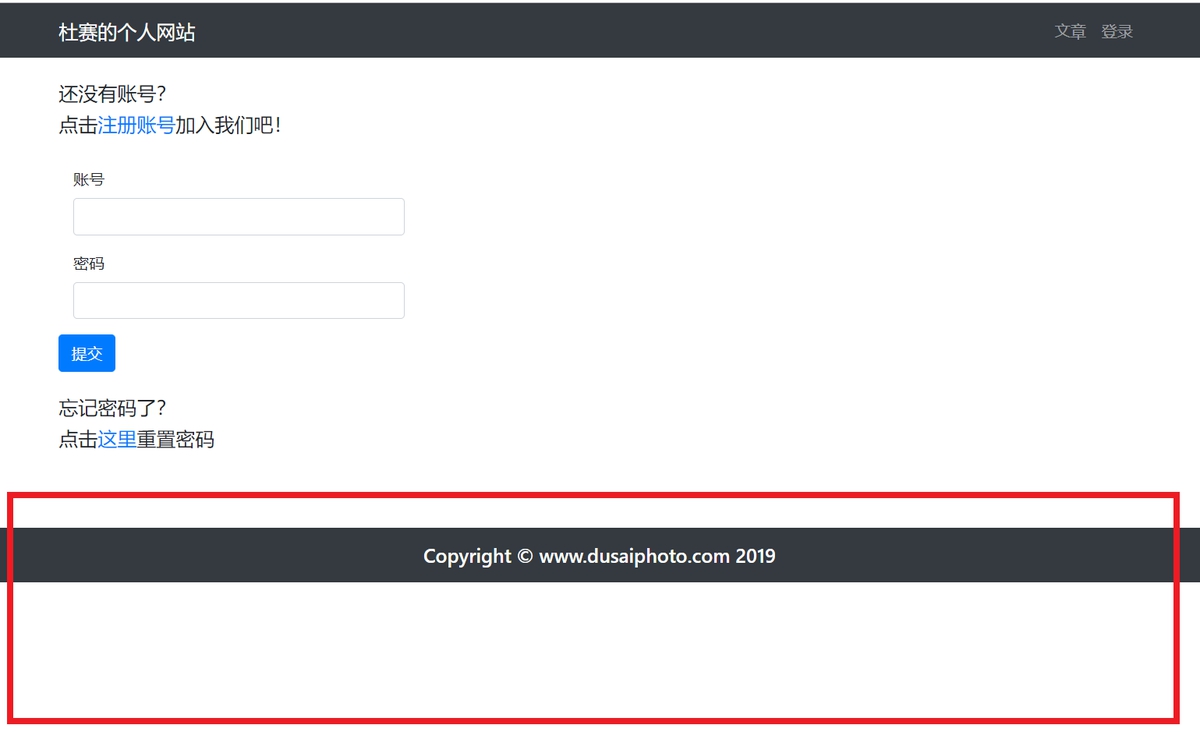 杜赛的个人网站
文章 登录
还没有账号？
点击注册账号加入我们吧！
账号
密码
提交
忘记密码了？
点击这里重置密码
Copyright © www.dusaiphoto.com 2019